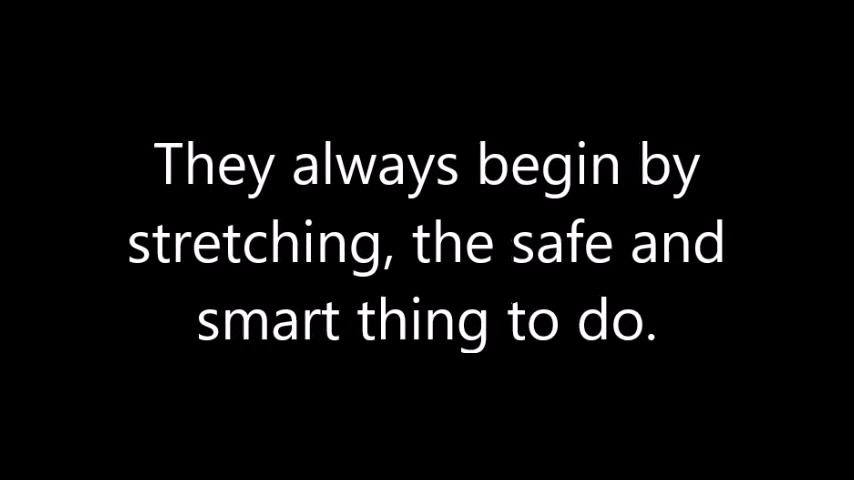 They always begin by
stretching, the safe and
smart thing to do.